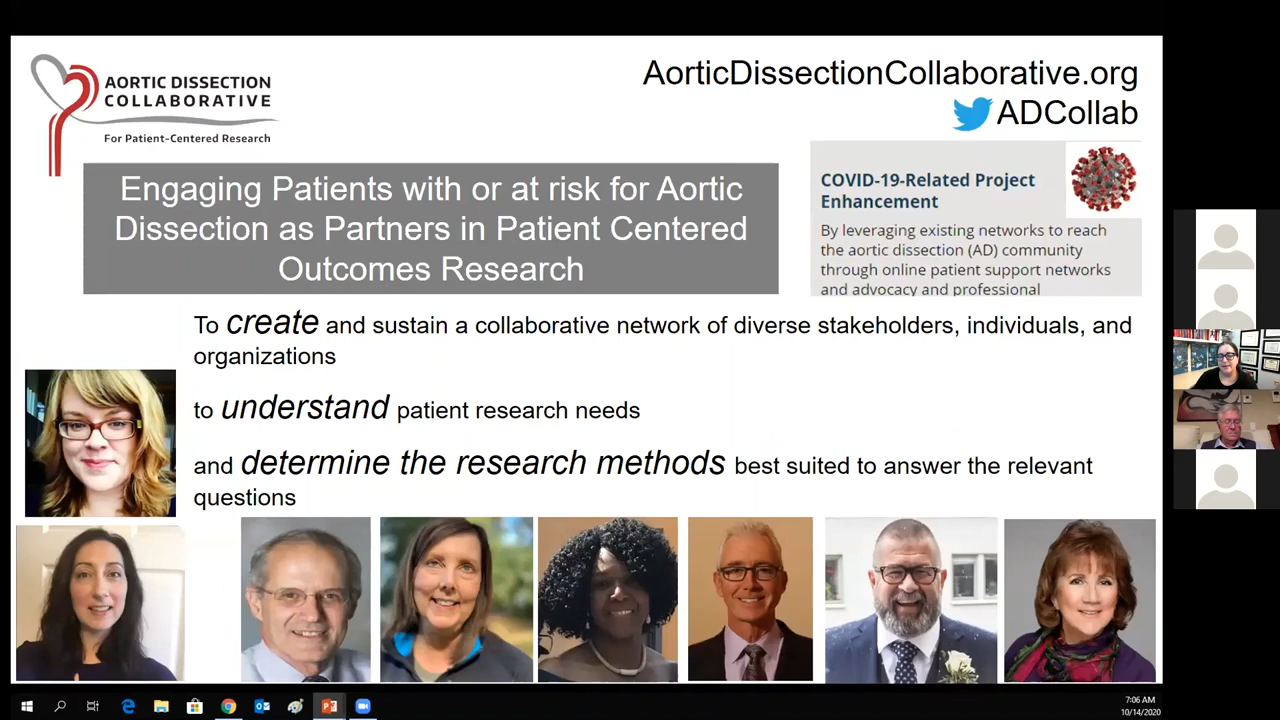 AORTIC DISSECTION
COLLABORATIVE
For Patient-Centered Research
AorticDissectionCollaborative.org
ADCollab
Engaging Patients with or at risk for Aortic
Dissection as Partners in Patient Centered
Outcomes Research
COVID-19-Related Project
Enhancement
By leveraging existing networks to reach
the aortic dissection (AD) community
through online patient support networks
and advocacy and professional
To create and sustain a collaborative network of diverse stakeholders, individuals, and
organizations
to understand patient research needs
and determine the research methods best suited to answer the relevant
questions
7:06 AM
10/14/2020